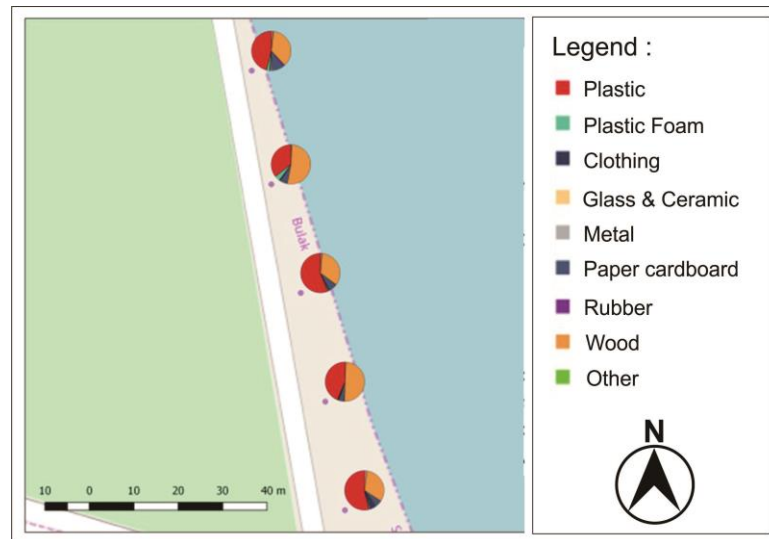 Bulak
10 0 10 20 30 40 m
Legend :
Plastic
Plastic Foam
Clothing
Glass & Ceramic
Metal
Paper cardboard
Rubber
Wood
Other
N